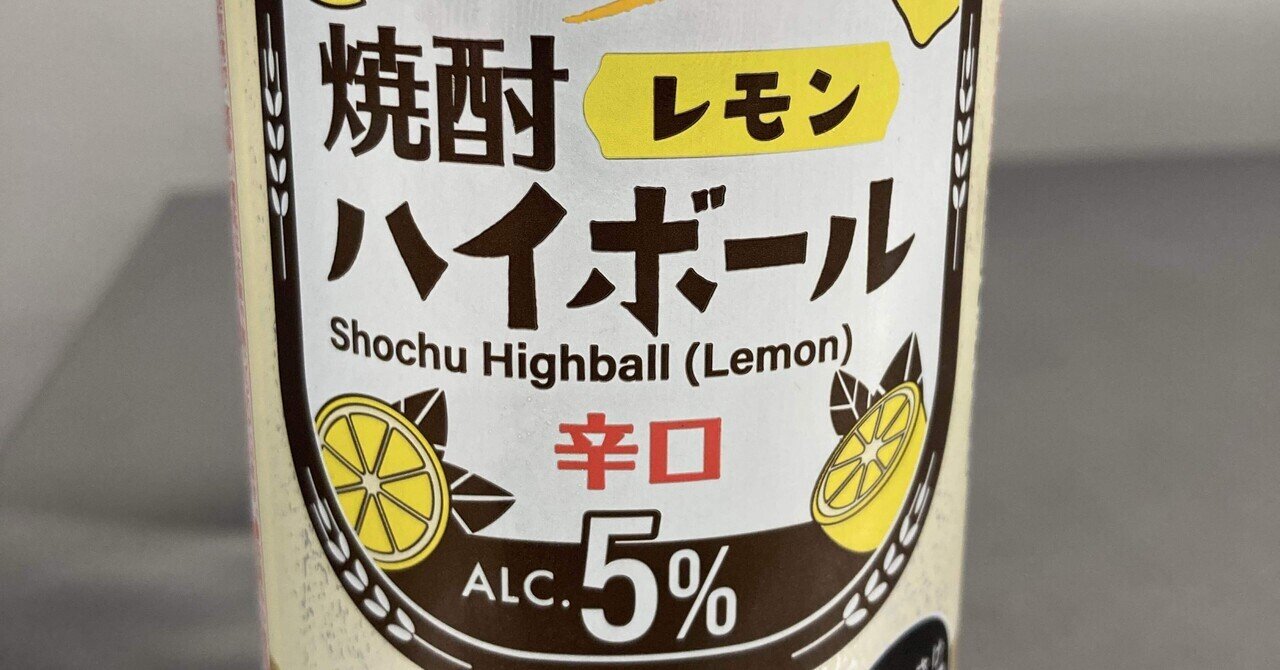 焼酎 レモン
ハイボール
Shochu Highball (Lemon)
辛口
ALC. 5%